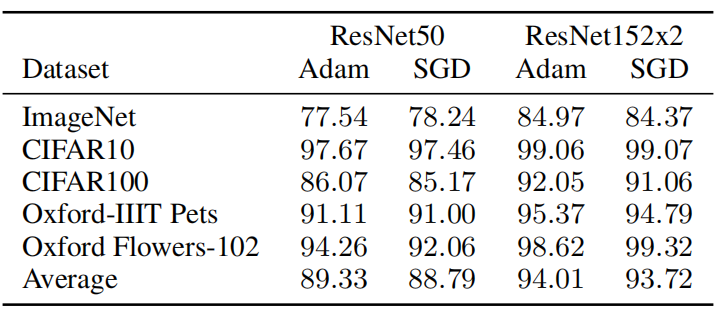 ResNet50 ResNet152x2
Dataset Adam SGD Adam SGD
ImageNet 77.54 78.24 84.97 84.37
CIFAR10 97.67 97.46 99.06 99.07
CIFAR100 86.07 85.17 92.05 91.06
Oxford-IIIT Pets 91.11 91.00 95.37 94.79
Oxford Flowers-102 94.26 92.06 98.62 99.32
Average 89.33 88.79 94.01 93.72